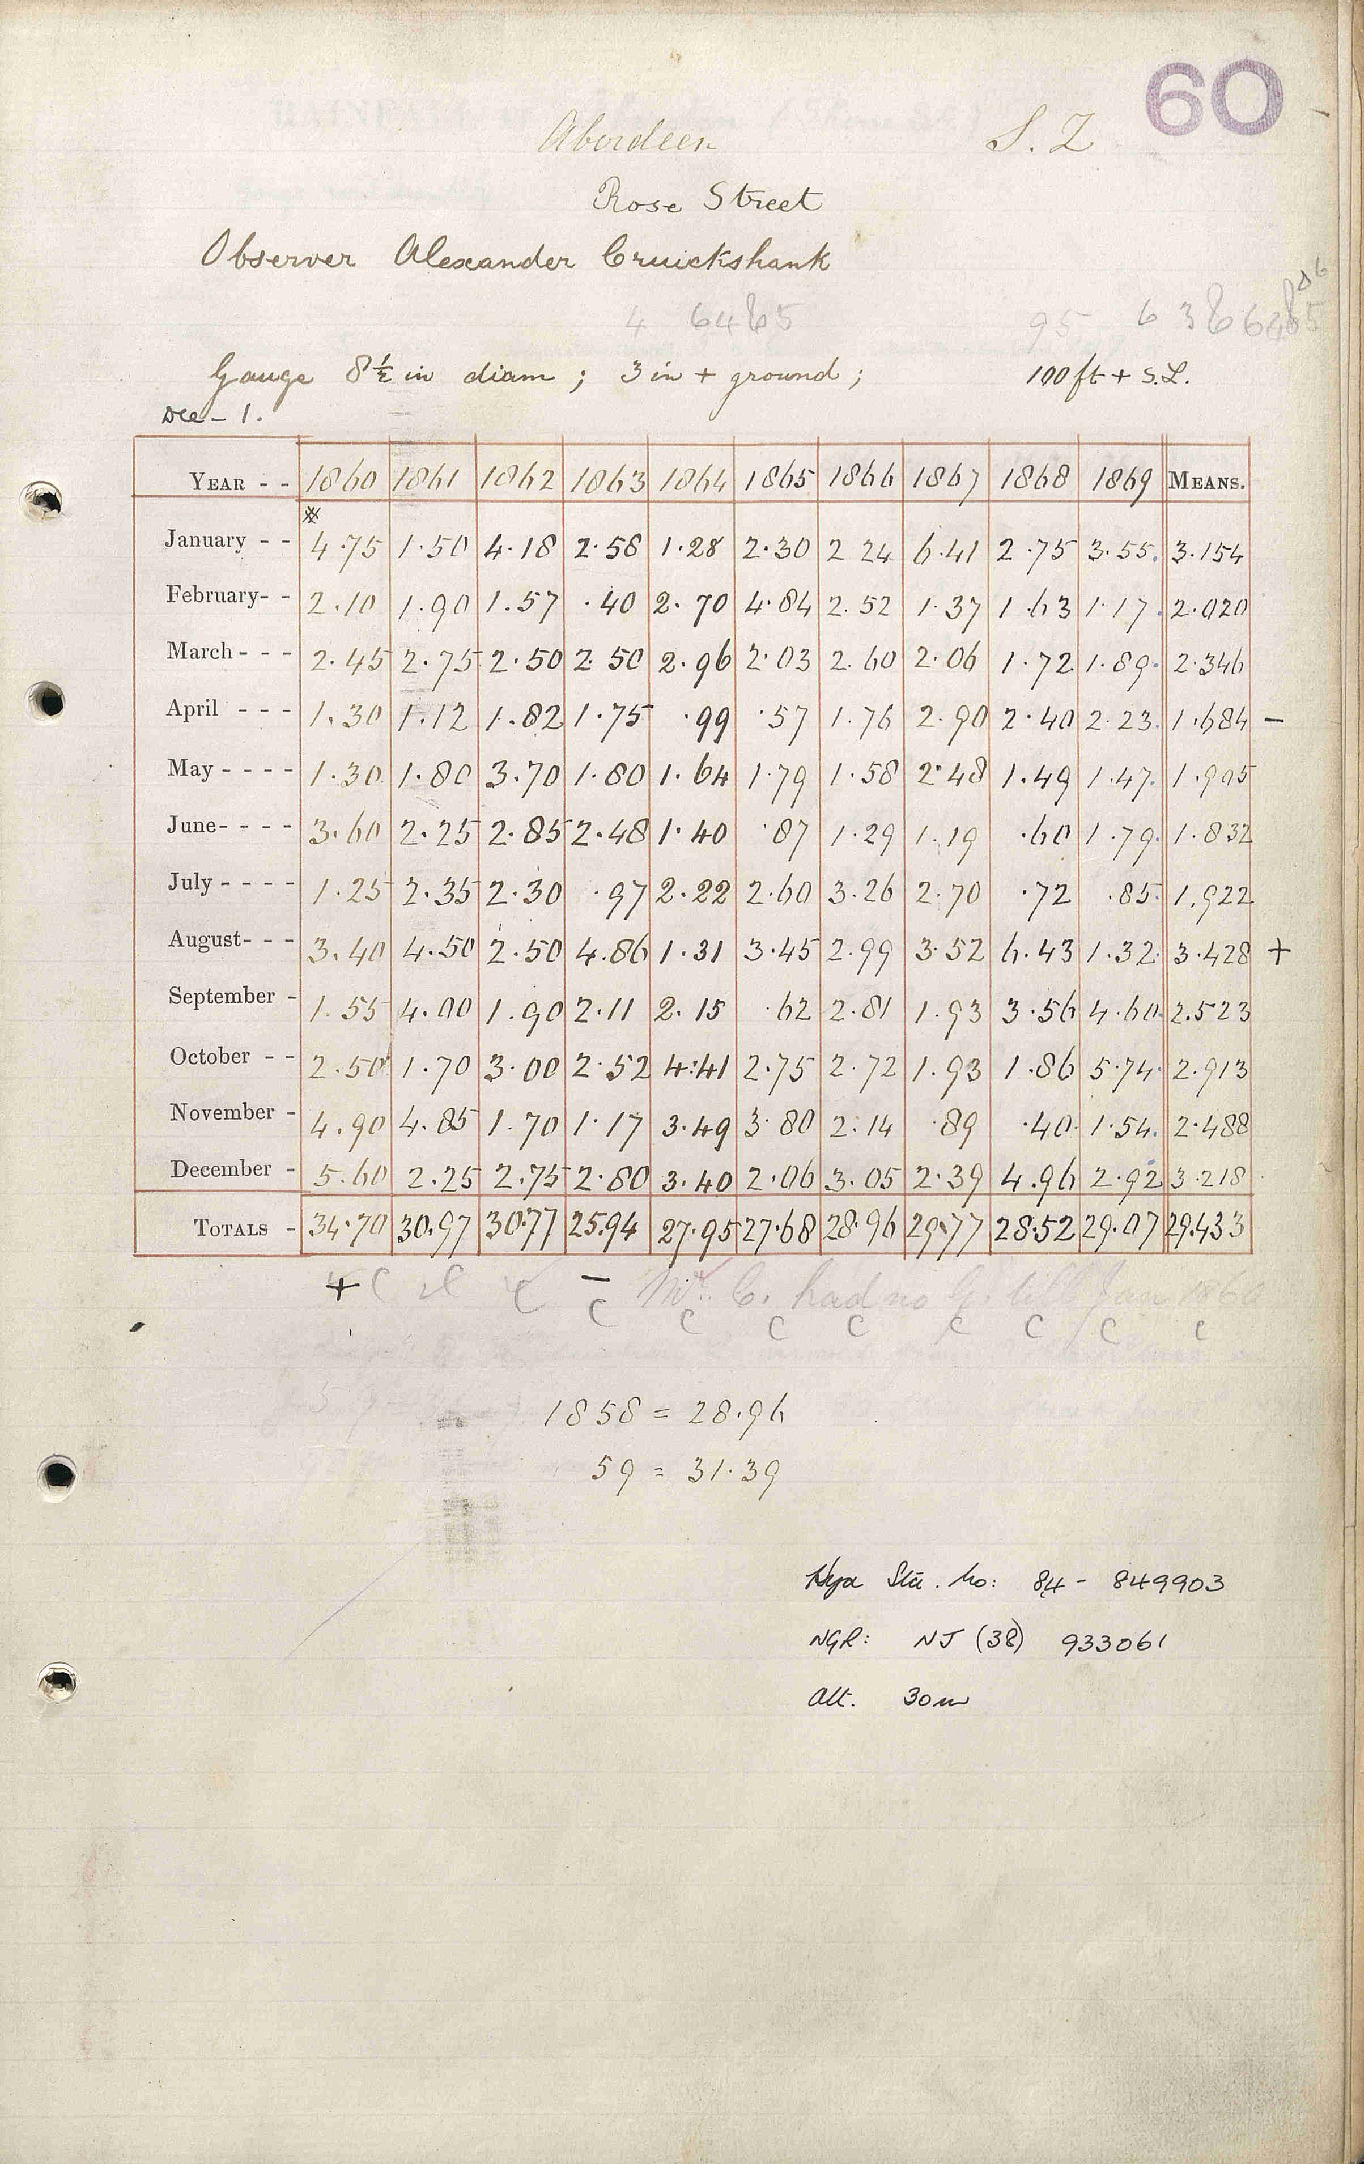 60
Aberdeen S. Z
Rose Street
Observer Alexander Cruickshank
4 6465 95 6
Gauge 8½ in diam ; 3 in + ground ; 100 ft + S.L.
Dec - 1.
YEAR - - 1860 1861 1862 1863 1864 1865 1866 1867 1868 1869 MEANS.
January - - 4.75 1.50 4.18 2.58 1.28 2.30 2 24 6.41 2.75 3.55. 3.154
February- - 2.10 1.90 1.57 .40 2.70 4.84 2.52 1.37 1.63 1.17. 2.020
March - - - 2.45 2.75 2.50 2.50 2.96 2.03 2.60 2.06 1.72 1.89. 2.346
April - - - 1.30 1.12 1.82 1.75 .99 .57 1.76 2.90 2.40 2.23. 1.684 -
May - - - - 1.30 1.80 3.70 1.80 1.64 1.79 1.58 2.48 1.49 1.47. 1.905
June- - - - 3.60 2.25 2.85 2.48 1.40 .87 1.29 1.19 .60 1.79. 1.832
July - - - - 1.25 2.35 2.30 .97 2.22 2.60 3.26 2.70 .72 .85. 1.922
August- - - 3.40 4.50 2.50 4.86 1.31 3.45 2.99 3.52 6.43 1.32. 3.428 +
September - 1.55 4.00 1.90 2.11 2.15 .62 2.81 1.93 3.56 4.60. 2.523
October - - 2.50 1.70 3.00 2.52 4.41 2.75 2.72 1.93 1.86 5.74. 2.913
November - 4.90 4.85 1.70 1.17 3.49 3.80 2.14 .89 .40. 1.54. 2.488
December - 5.60 2.25 2.75 2.80 3.40 2.06 3.05 2.39 4.96 2.92 3.218
TOTALS - 34.70 30.97 30.77 25.94 27.95 27.68 28.96 29.77 28.52 29.07 29.433
+ C C C - Mr. C. had no G. till Jan 1860
C C C C C C C C
1858 = 28.96
59 = 31.39
Hyx Sta. No: 84 - 849903
NGR: NJ (38) 933061
Alt. 30m